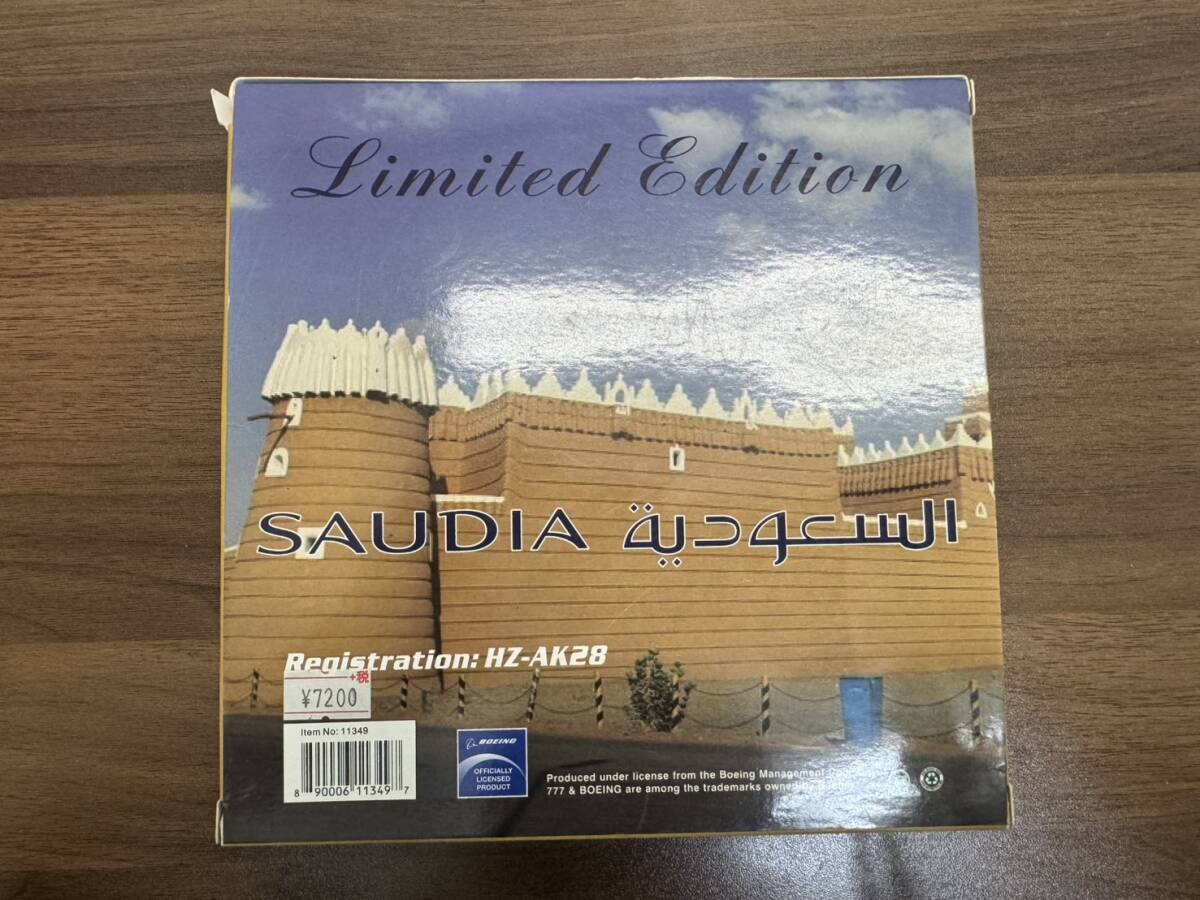 Limited Edition
SAUDIA السعودية
Registration: HZ-AK28
+税
¥7200
Item No: 11349
8 90006 11349 7
BOEING
OFFICIALLY
LICENSED
PRODUCT
Produced under license from the Boeing Management
777 & BOEING are among the trademarks owned by